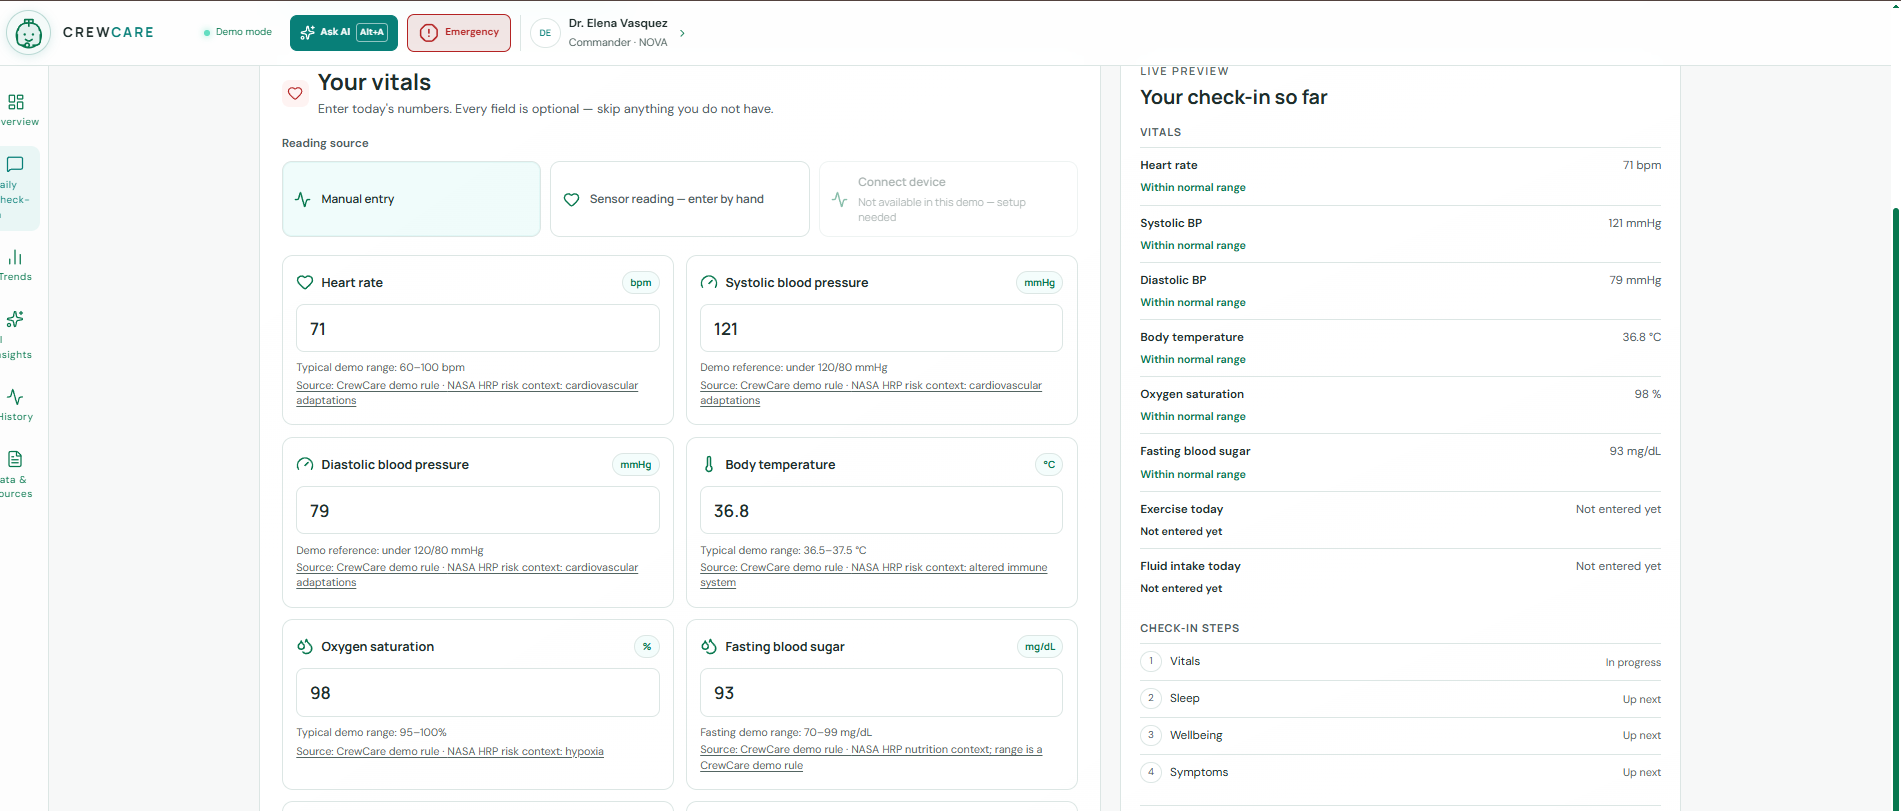 CREWCARE
Demo mode
Ask AI Alt+A
Emergency
DE
Dr. Elena Vasquez
Commander · NOVA
verview
aily
heck-
Trends
nsights
History
ata &
ources
Your vitals
Enter today's numbers. Every field is optional — skip anything you do not have.
Reading source
Manual entry
Sensor reading — enter by hand
Connect device
Not available in this demo — setup
needed
Heart rate
bpm
71
Typical demo range: 60–100 bpm
Source: CrewCare demo rule · NASA HRP risk context: cardiovascular
adaptations
Systolic blood pressure
mmHg
121
Demo reference: under 120/80 mmHg
Source: CrewCare demo rule · NASA HRP risk context: cardiovascular
adaptations
Diastolic blood pressure
mmHg
79
Demo reference: under 120/80 mmHg
Source: CrewCare demo rule · NASA HRP risk context: cardiovascular
adaptations
Body temperature
°C
36.8
Typical demo range: 36.5–37.5 °C
Source: CrewCare demo rule · NASA HRP risk context: altered immune
system
Oxygen saturation
%
98
Typical demo range: 95–100%
Source: CrewCare demo rule · NASA HRP risk context: hypoxia
Fasting blood sugar
mg/dL
93
Fasting demo range: 70–99 mg/dL
Source: CrewCare demo rule · NASA HRP nutrition context; range is a
CrewCare demo rule
LIVE PREVIEW
Your check-in so far
VITALS
Heart rate 71 bpm
Within normal range
Systolic BP 121 mmHg
Within normal range
Diastolic BP 79 mmHg
Within normal range
Body temperature 36.8 °C
Within normal range
Oxygen saturation 98 %
Within normal range
Fasting blood sugar 93 mg/dL
Within normal range
Exercise today Not entered yet
Not entered yet
Fluid intake today Not entered yet
Not entered yet
CHECK-IN STEPS
1 Vitals In progress
2 Sleep Up next
3 Wellbeing Up next
4 Symptoms Up next